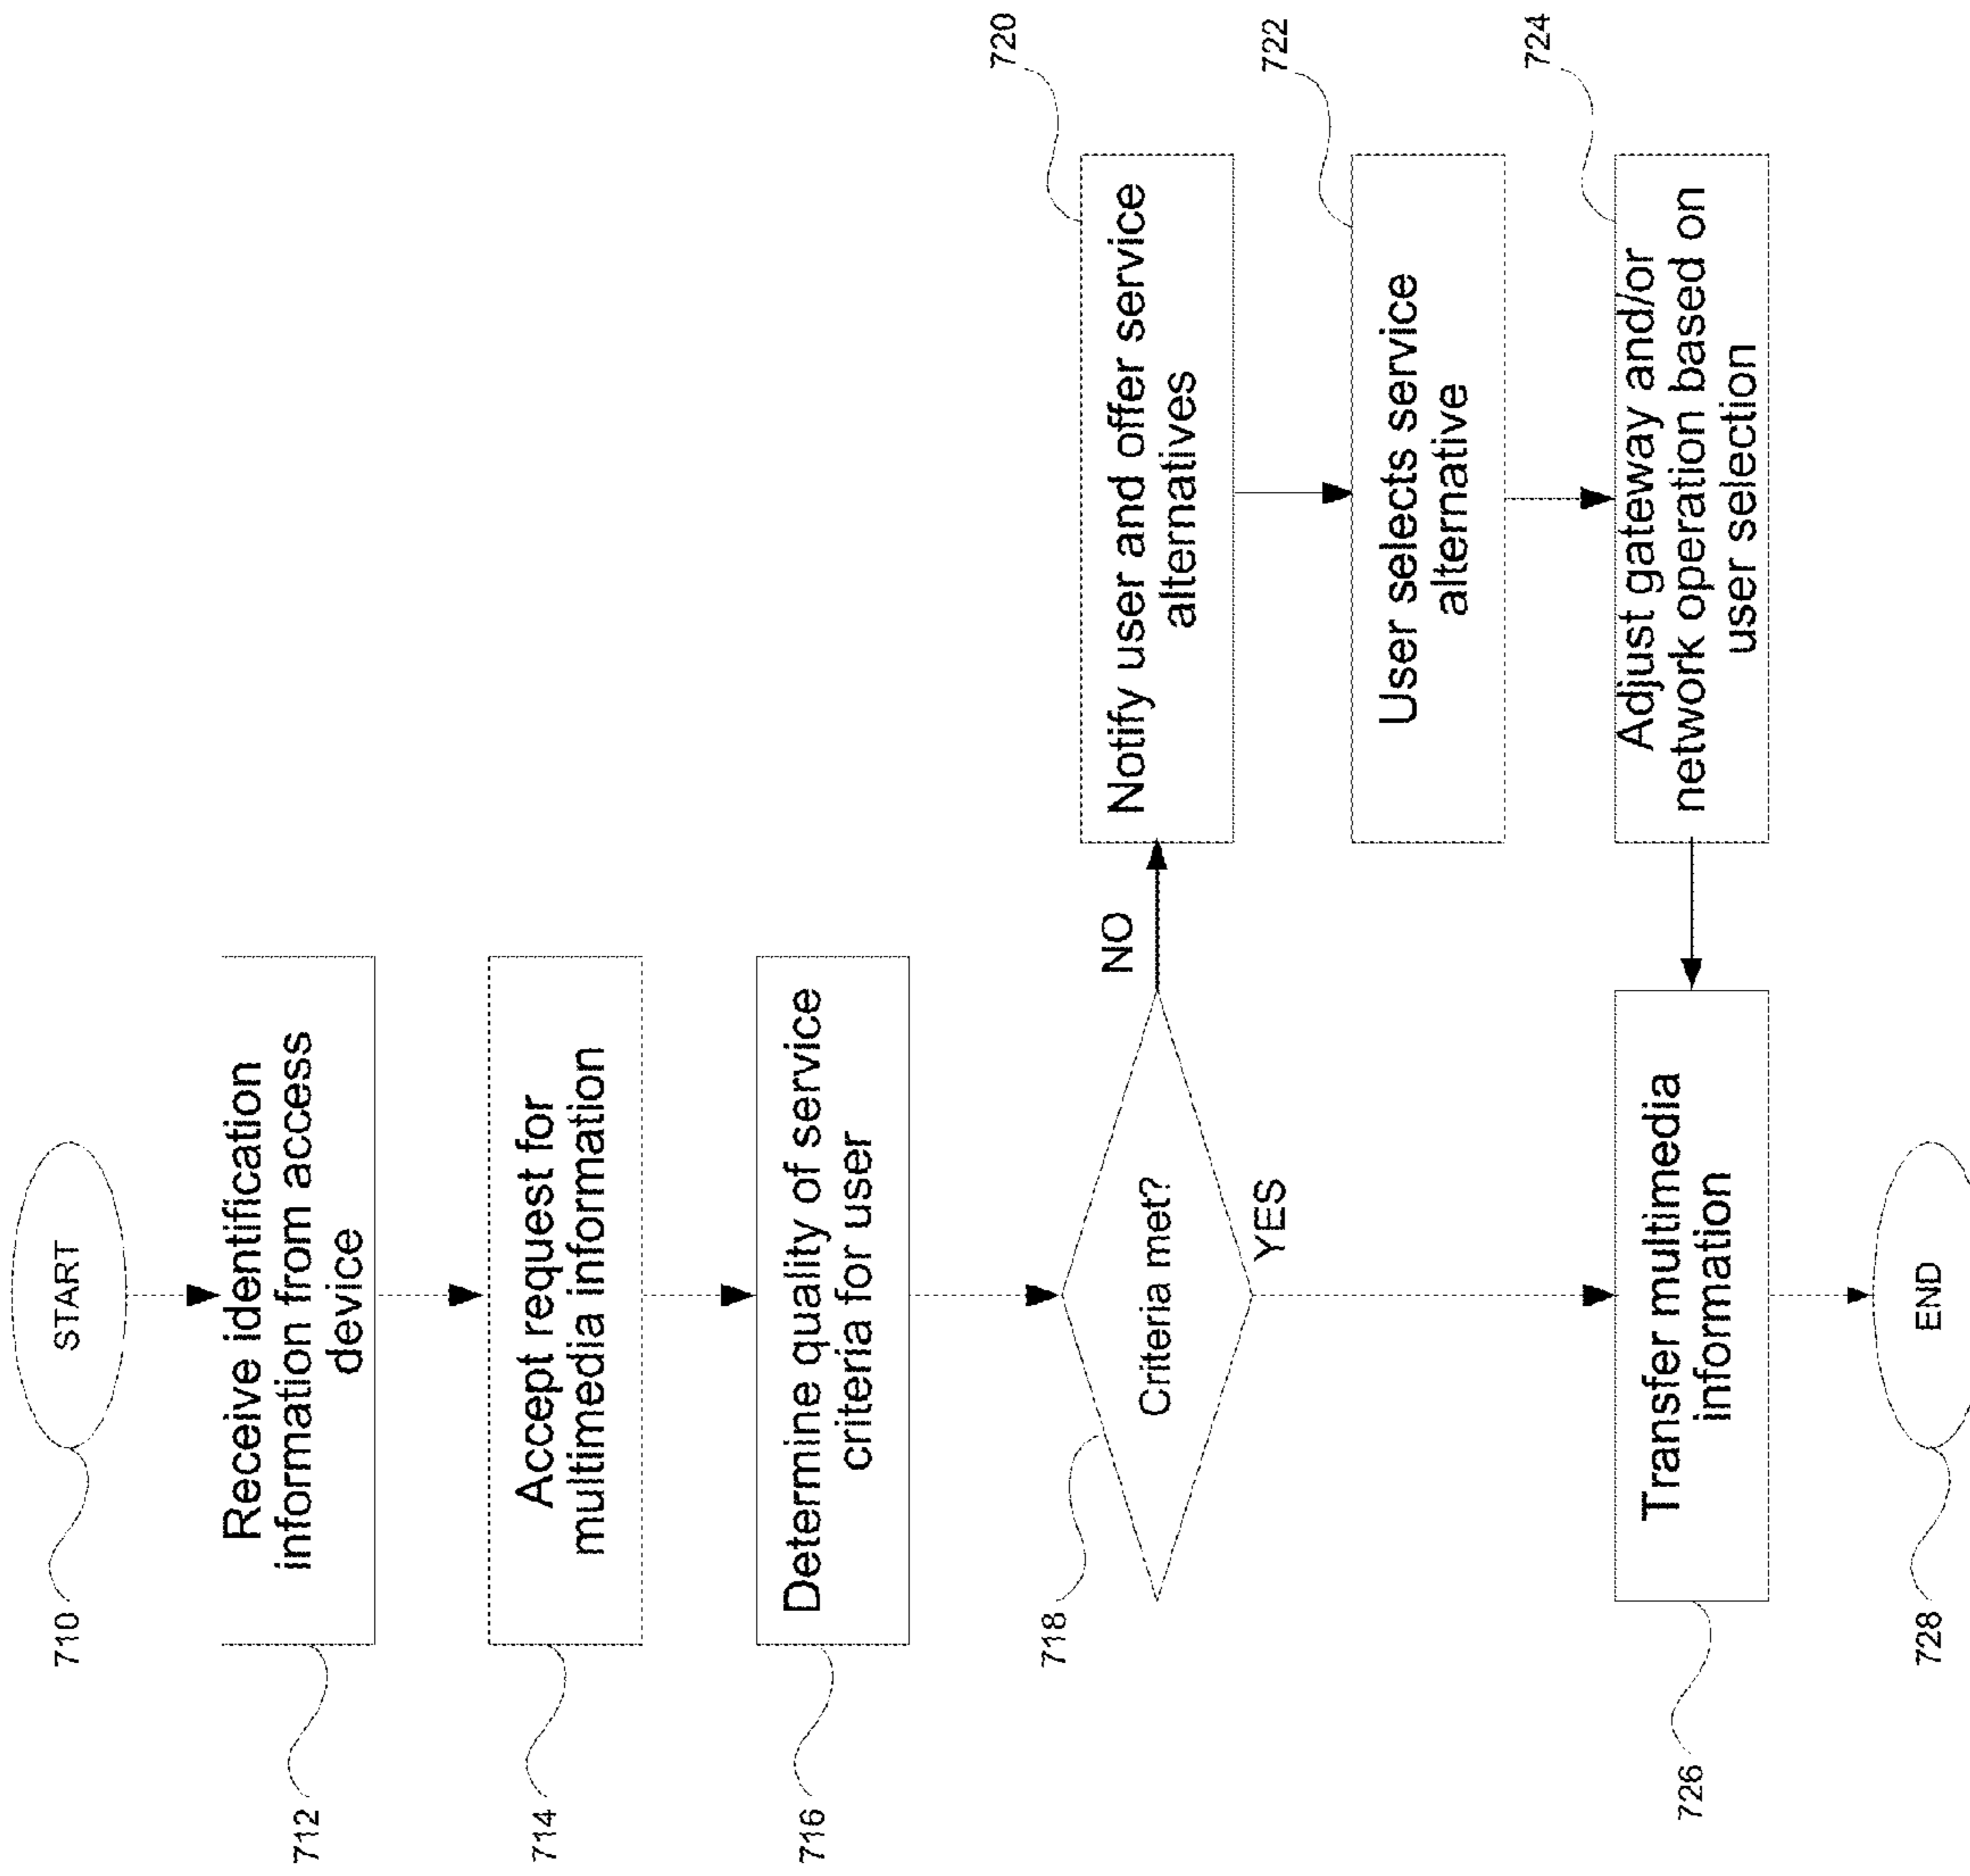 START
710
Receive identification
information from access
device
712
Accept request for
multimedia information
714
Determine quality of service
criteria for user
716
Criteria met?
718
NO
YES
Notify user and offer service
alternatives
720
User selects service
alternative
722
Adjust gateway and/or
network operation based on
user selection
724
Transfer multimedia
information
726
END
728